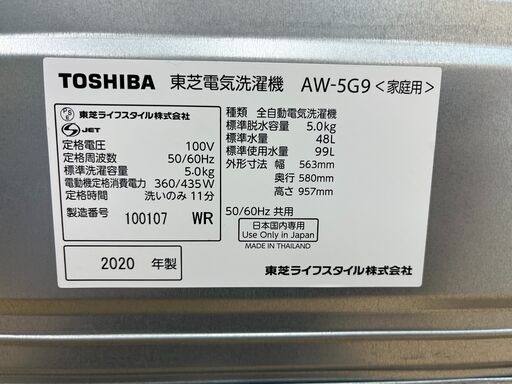 TOSHIBA 東芝電気洗濯機 AW-5G9<家庭用>
東芝ライフスタイル株式会社
JET
定格電圧 100V
定格周波数 50/60Hz
標準洗濯容量 5.0kg
電動機定格消費電力 360/435W
定格時間 洗いのみ 11分
製造番号 100107 WR
2020 年製
種類 全自動電気洗濯機
標準脱水容量 5.0kg
標準水量 48L
標準使用水量 99L
外形寸法 幅 563mm
奥行 580mm
高さ 957mm
50/60Hz 共用
日本国内専用
Use Only in Japan
MADE IN THAILAND
東芝ライフスタイル株式会社